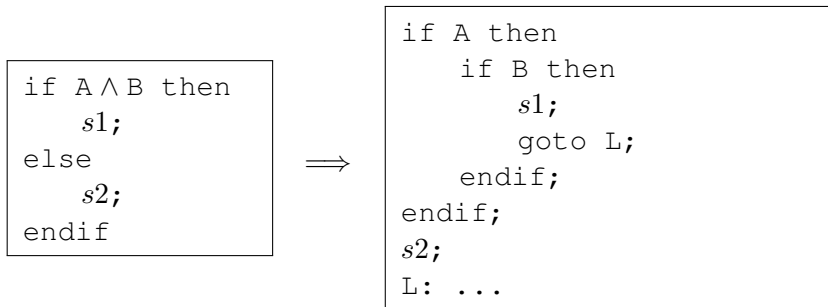 if A ∧ B then
s1;
else
s2;
endif
⟹
if A then
if B then
s1;
goto L;
endif;
endif;
s2;
L: ...